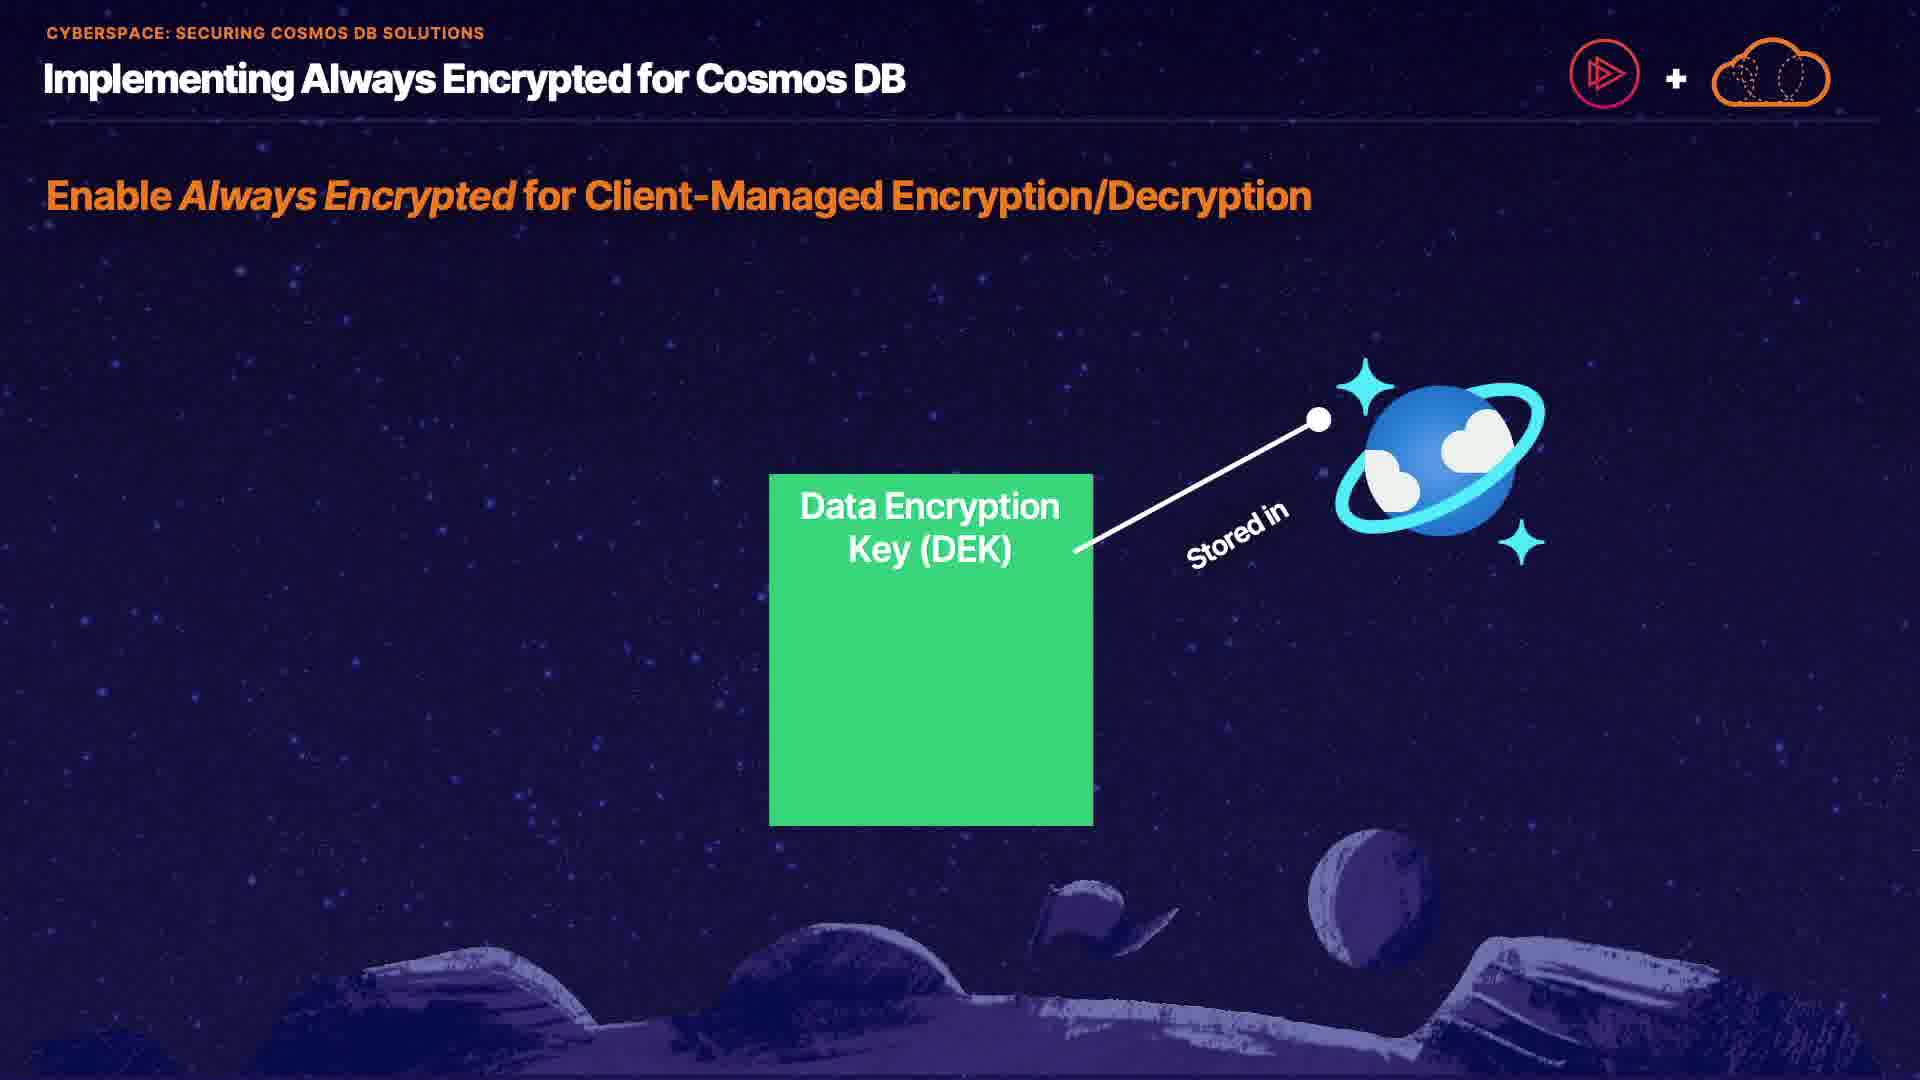 CYBERSPACE: SECURING COSMOS DB SOLUTIONS
Implementing Always Encrypted for Cosmos DB
Enable Always Encrypted for Client-Managed Encryption/Decryption
Data Encryption
Key (DEK)
Stored in